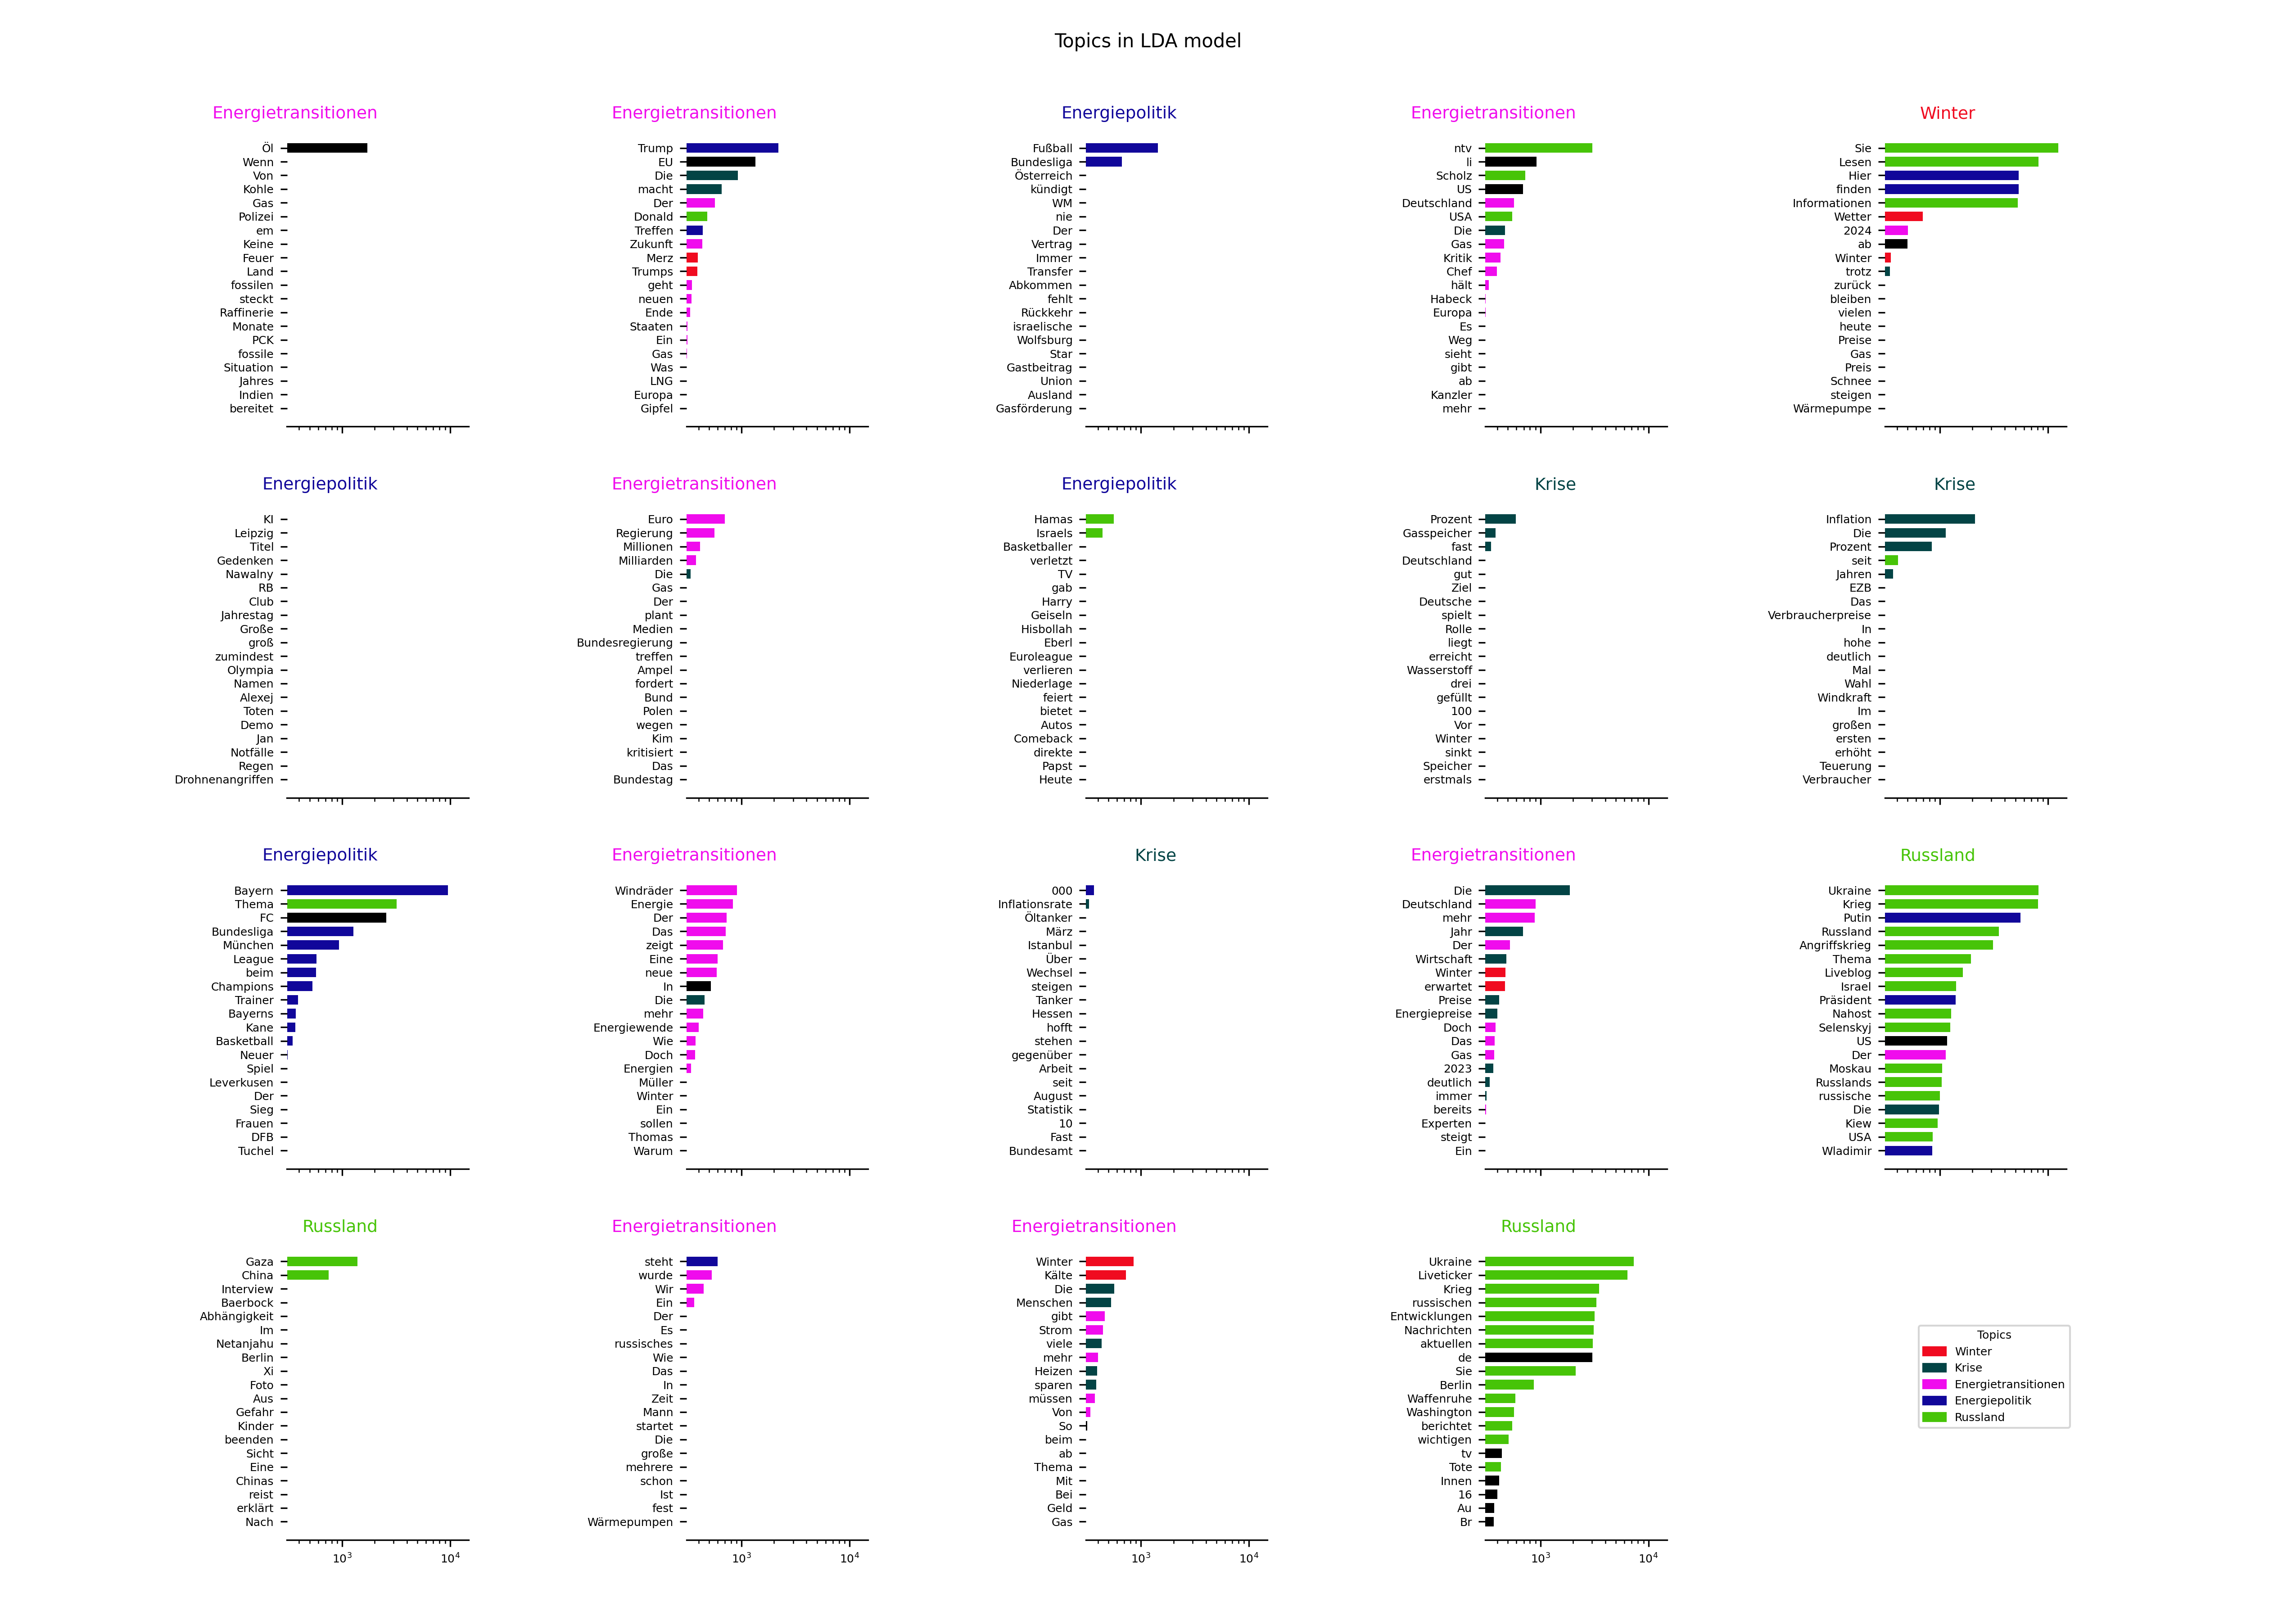 Topics in LDA model
Energietransitionen
Öl
Wenn
Von
Kohle
Gas
Polizei
em
Keine
Feuer
Land
fossilen
steckt
Raffinerie
Monate
PCK
fossile
Situation
Jahres
Indien
bereitet
Energietransitionen
Trump
EU
Die
macht
Der
Donald
Treffen
Zukunft
Merz
Trumps
geht
neuen
Ende
Staaten
Ein
Gas
Was
LNG
Europa
Gipfel
Energiepolitik
Fußball
Bundesliga
Österreich
kündigt
WM
nie
Der
Vertrag
Immer
Transfer
Abkommen
fehlt
Rückkehr
israelische
Wolfsburg
Star
Gastbeitrag
Union
Ausland
Gasförderung
Energietransitionen
ntv
li
Scholz
US
Deutschland
USA
Die
Gas
Kritik
Chef
hält
Habeck
Europa
Es
Weg
sieht
gibt
ab
Kanzler
mehr
Winter
Sie
Lesen
Hier
finden
Informationen
Wetter
2024
ab
Winter
trotz
zurück
bleiben
vielen
heute
Preise
Gas
Preis
Schnee
steigen
Wärmepumpe
Energiepolitik
KI
Leipzig
Titel
Gedenken
Nawalny
RB
Club
Jahrestag
Große
groß
zumindest
Olympia
Namen
Alexej
Toten
Demo
Jan
Notfälle
Regen
Drohnenangriffen
Energietransitionen
Euro
Regierung
Millionen
Milliarden
Die
Gas
Der
plant
Medien
Bundesregierung
treffen
Ampel
fordert
Bund
Polen
wegen
Kim
kritisiert
Das
Bundestag
Energiepolitik
Hamas
Israels
Basketballer
verletzt
TV
gab
Harry
Geiseln
Hisbollah
Eberl
Euroleague
verlieren
Niederlage
feiert
bietet
Autos
Comeback
direkte
Papst
Heute
Krise
Prozent
Gasspeicher
fast
Deutschland
gut
Ziel
Deutsche
spielt
Rolle
liegt
erreicht
Wasserstoff
drei
gefüllt
100
Vor
Winter
sinkt
Speicher
erstmals
Krise
Inflation
Die
Prozent
seit
Jahren
EZB
Das
Verbraucherpreise
In
hohe
deutlich
Mal
Wahl
Windkraft
Im
großen
ersten
erhöht
Teuerung
Verbraucher
Energiepolitik
Bayern
Thema
FC
Bundesliga
München
League
beim
Champions
Trainer
Bayerns
Kane
Basketball
Neuer
Spiel
Leverkusen
Der
Sieg
Frauen
DFB
Tuchel
Energietransitionen
Windräder
Energie
Der
Das
zeigt
Eine
neue
In
Die
mehr
Energiewende
Wie
Doch
Energien
Müller
Winter
Ein
sollen
Thomas
Warum
Krise
000
Inflationsrate
Öltanker
März
Istanbul
Über
Wechsel
steigen
Tanker
Hessen
hofft
stehen
gegenüber
Arbeit
seit
August
Statistik
10
Fast
Bundesamt
Energietransitionen
Die
Deutschland
mehr
Jahr
Der
Wirtschaft
Winter
erwartet
Preise
Energiepreise
Doch
Das
Gas
2023
deutlich
immer
bereits
Experten
steigt
Ein
Russland
Ukraine
Krieg
Putin
Russland
Angriffskrieg
Thema
Liveblog
Israel
Präsident
Nahost
Selenskyj
US
Der
Moskau
Russlands
russische
Die
Kiew
USA
Wladimir
Russland
Gaza
China
Interview
Baerbock
Abhängigkeit
Im
Netanjahu
Berlin
Xi
Foto
Aus
Gefahr
Kinder
beenden
Sicht
Eine
Chinas
reist
erklärt
Nach
10³
10⁴
Energietransitionen
steht
wurde
Wir
Ein
Der
Es
russisches
Wie
Das
In
Zeit
Mann
startet
Die
große
mehrere
schon
Ist
fest
Wärmepumpen
10³
10⁴
Energietransitionen
Winter
Kälte
Die
Menschen
gibt
Strom
viele
mehr
Heizen
sparen
müssen
Von
So
beim
ab
Thema
Mit
Bei
Geld
Gas
10³
10⁴
Russland
Ukraine
Liveticker
Krieg
russischen
Entwicklungen
Nachrichten
aktuellen
de
Sie
Berlin
Waffenruhe
Washington
berichtet
wichtigen
tv
Tote
Innen
16
Au
Br
10³
10⁴
Topics
Winter
Krise
Energietransitionen
Energiepolitik
Russland